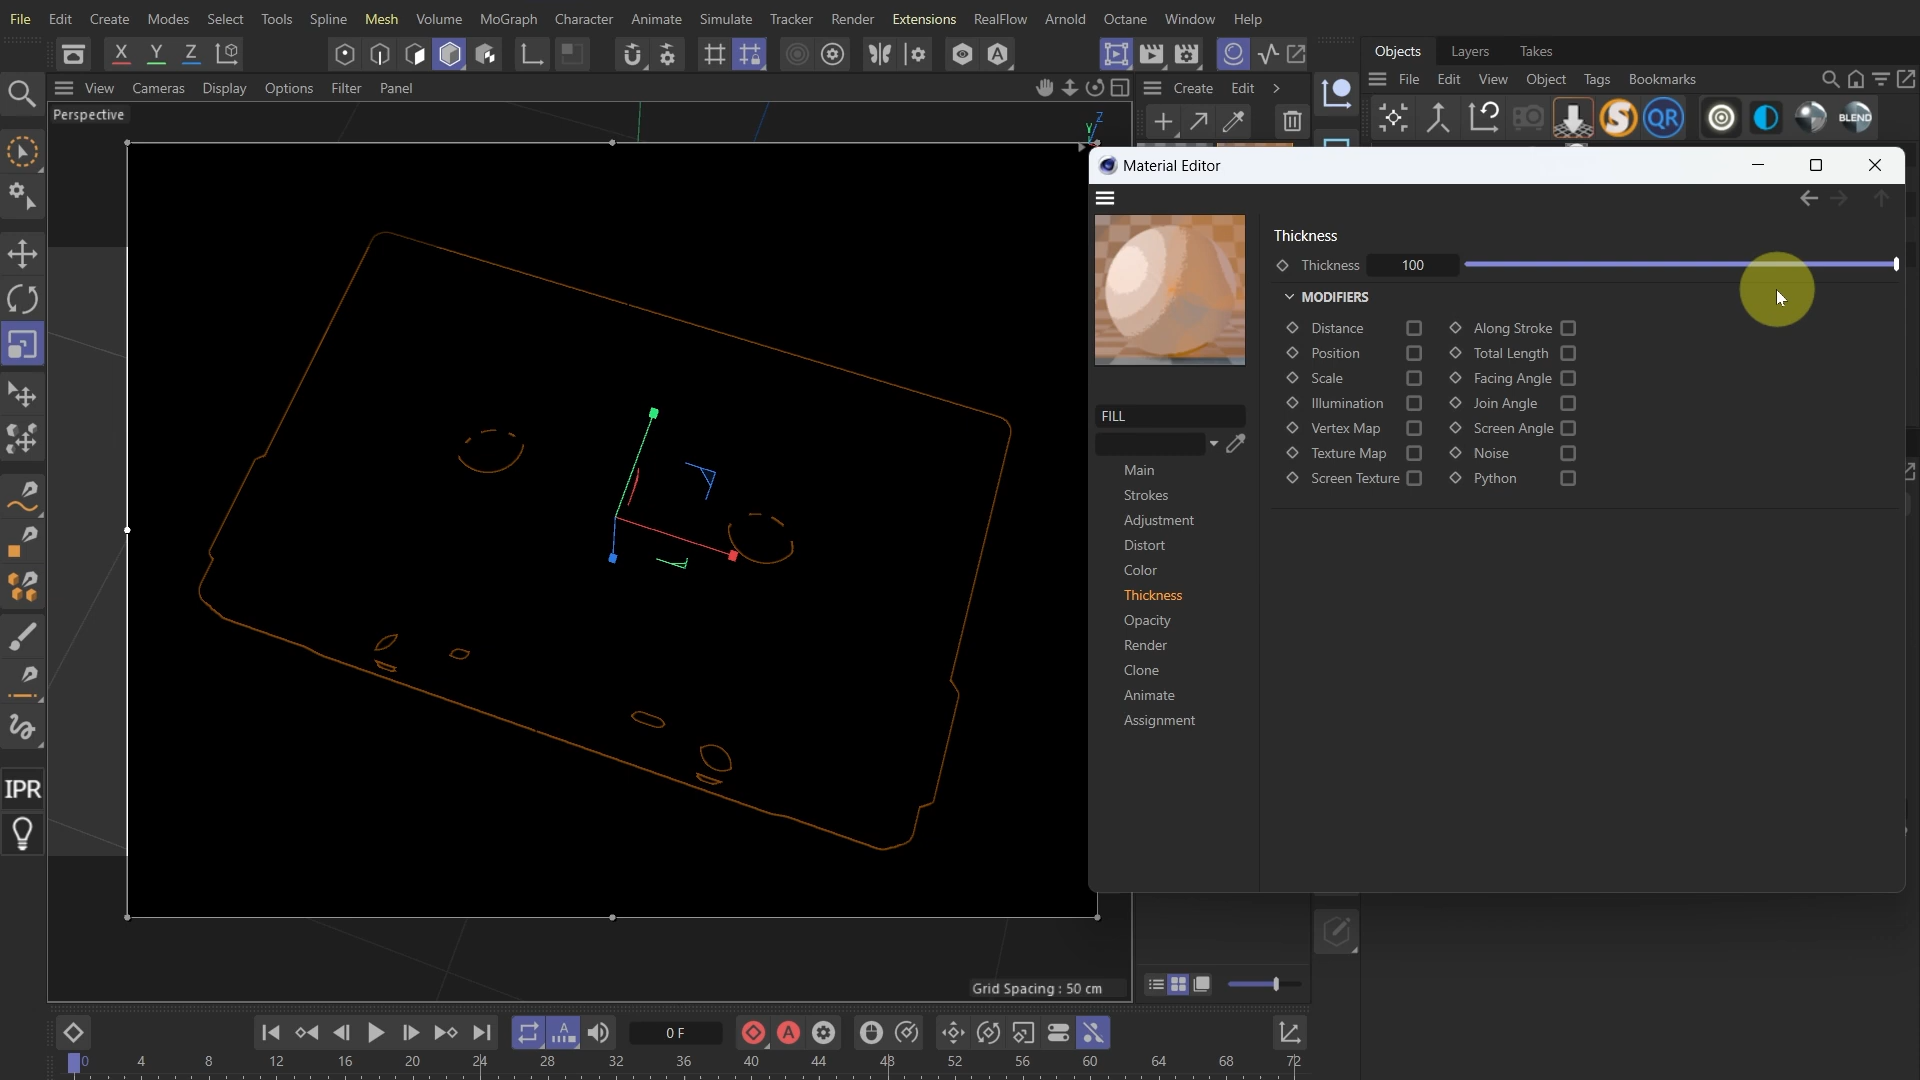 File Edit Create Modes Select Tools Spline Mesh Volume MoGraph Character Animate Simulate Tracker Render Extensions RealFlow Arnold Octane Window Help
X Y Z
Objects Layers Takes
View Cameras Display Options Filter Panel
Create Edit
File Edit View Object Tags Bookmarks
Perspective
Z
Y
S QR BLEND
Material Editor
Thickness
Thickness 100
MODIFIERS
Distance Along Stroke
Position Total Length
Scale Facing Angle
Illumination Join Angle
Vertex Map Screen Angle
Texture Map Noise
Screen Texture Python
FILL
Main
Strokes
Adjustment
Distort
Color
Thickness
Opacity
Render
Clone
Animate
Assignment
IPR
Grid Spacing : 50 cm
A
0 F
A
0 4 8 12 16 20 24 28 32 36 40 44 48 52 56 60 64 68 72